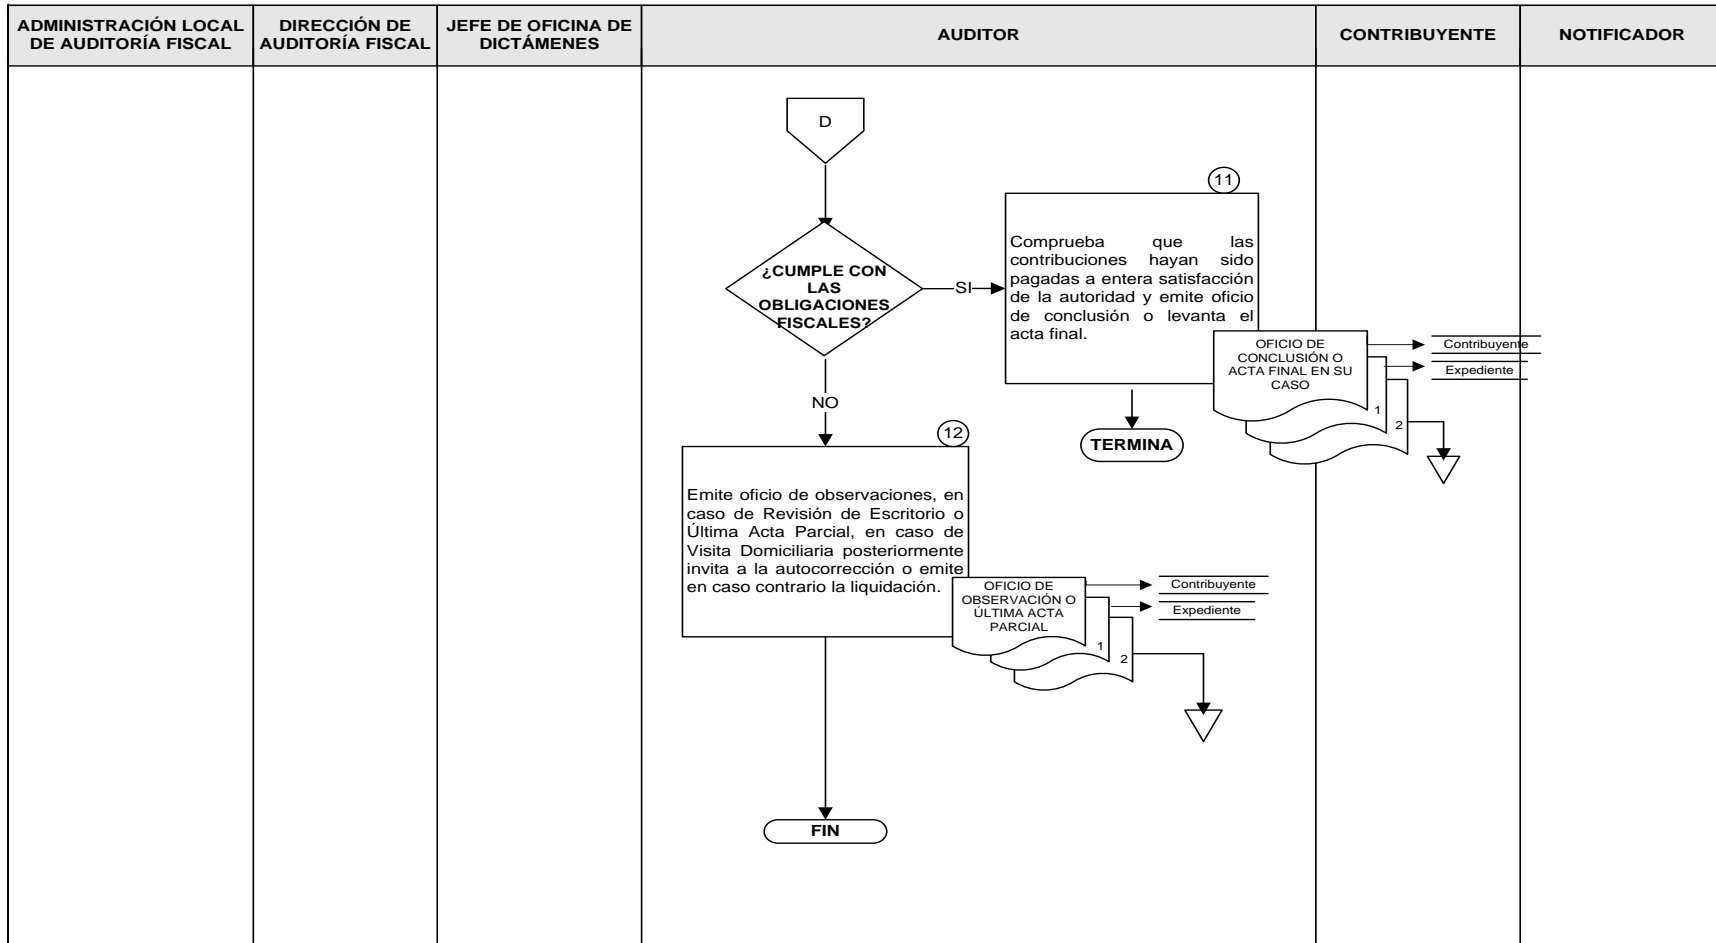 ADMINISTRACIÓN LOCAL
DE AUDITORÍA FISCAL
DIRECCIÓN DE
AUDITORÍA FISCAL
JEFE DE OFICINA DE
DICTÁMENES
AUDITOR
CONTRIBUYENTE
NOTIFICADOR
D
¿CUMPLE CON
LAS
OBLIGACIONES
FISCALES?
SI
11
Comprueba que las
contribuciones hayan sido
pagadas a entera satisfacción
de la autoridad y emite oficio
de conclusión o levanta el
acta final.
OFICIO DE
CONCLUSIÓN O
ACTA FINAL EN SU
CASO
1
2
Contribuyente
Expediente
TERMINA
NO
12
Emite oficio de observaciones, en
caso de Revisión de Escritorio o
Última Acta Parcial, en caso de
Visita Domiciliaria posteriormente
invita a la autocorrección o emite
en caso contrario la liquidación.
OFICIO DE
OBSERVACIÓN O
ÚLTIMA ACTA
PARCIAL
1
2
Contribuyente
Expediente
FIN